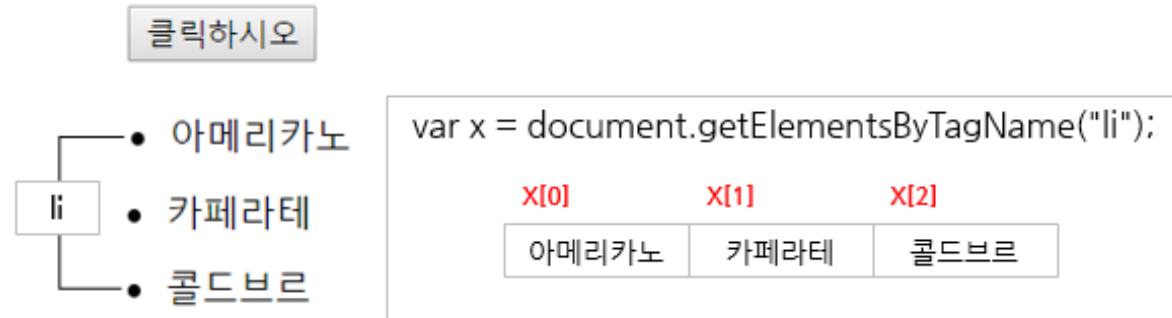 클릭하시오
li
아메리카노
카페라테
콜드브르
var x = document.getElementsByTagName("li");
X[0] X[1] X[2]
아메리카노 카페라테 콜드브르